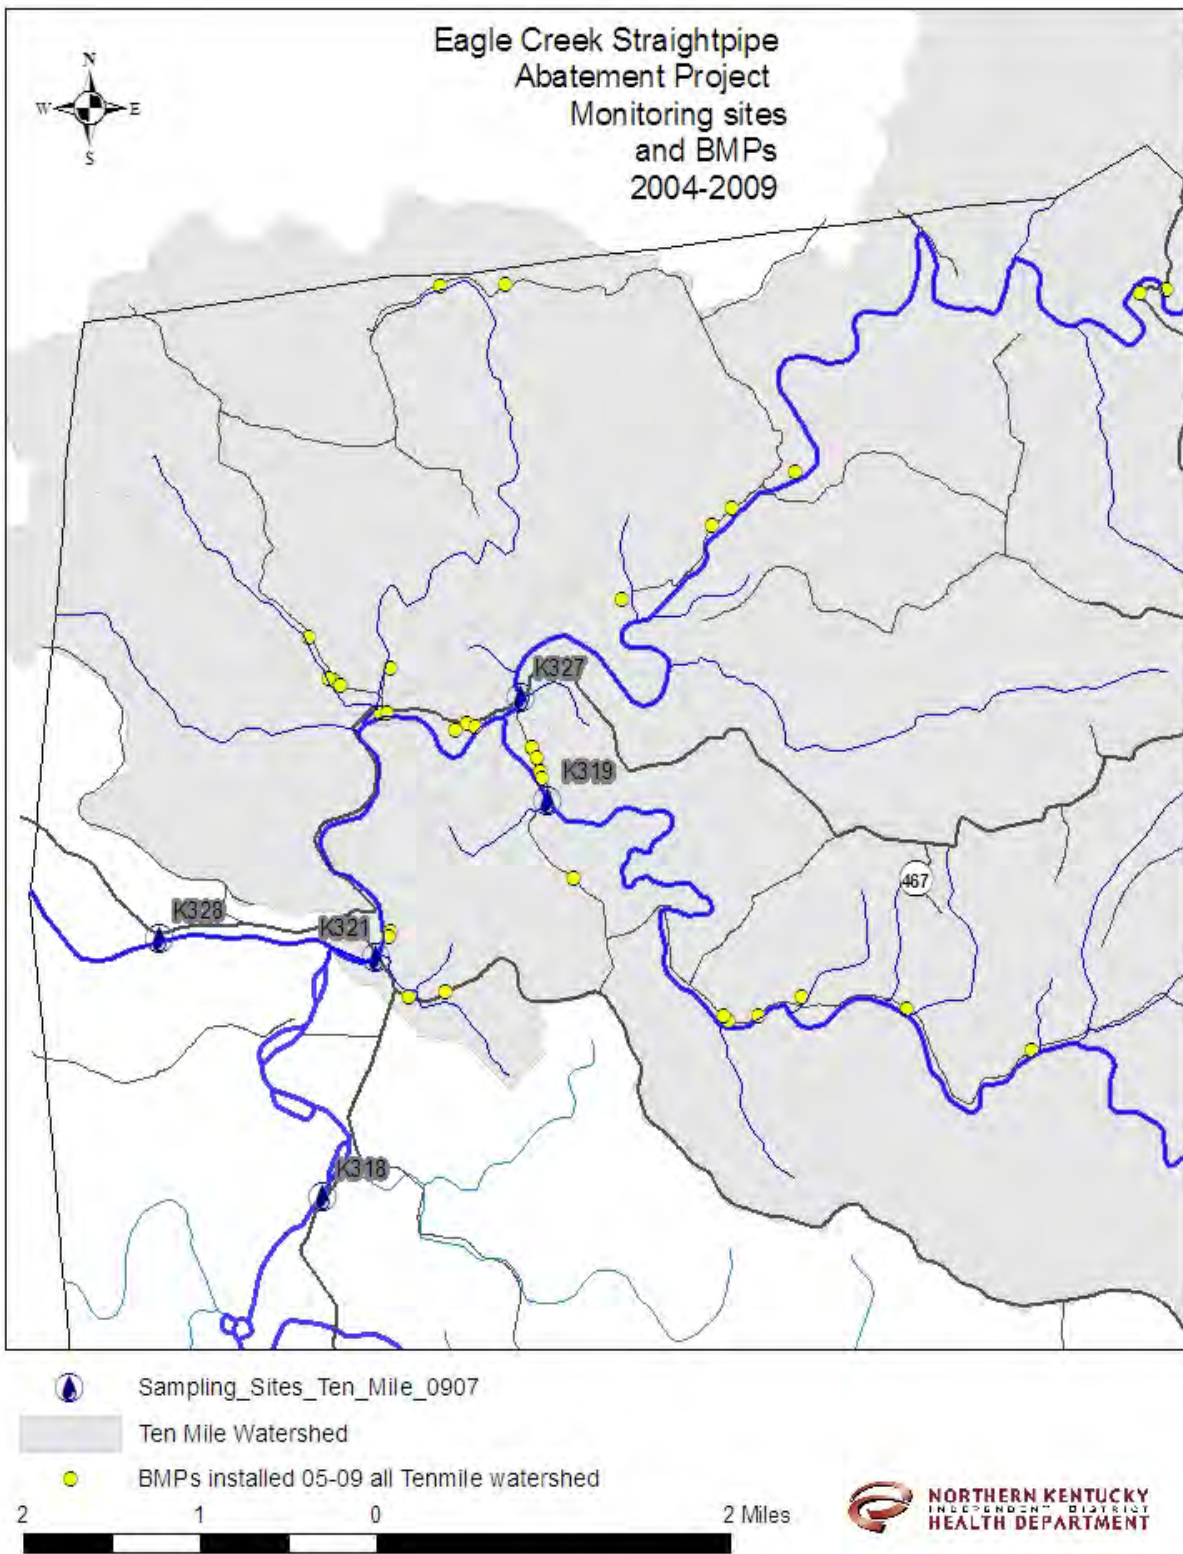 Eagle Creek Straightpipe
Abatement Project
Monitoring sites
and BMPs
2004-2009
N
W E
S
K327
K319
467
K328
K321
K318
Sampling_Sites_Ten_Mile_0907
Ten Mile Watershed
BMPs installed 05-09 all Tenmile watershed
2 1 0 2 Miles
NORTHERN KENTUCKY
INDEPENDENT DISTRICT
HEALTH DEPARTMENT